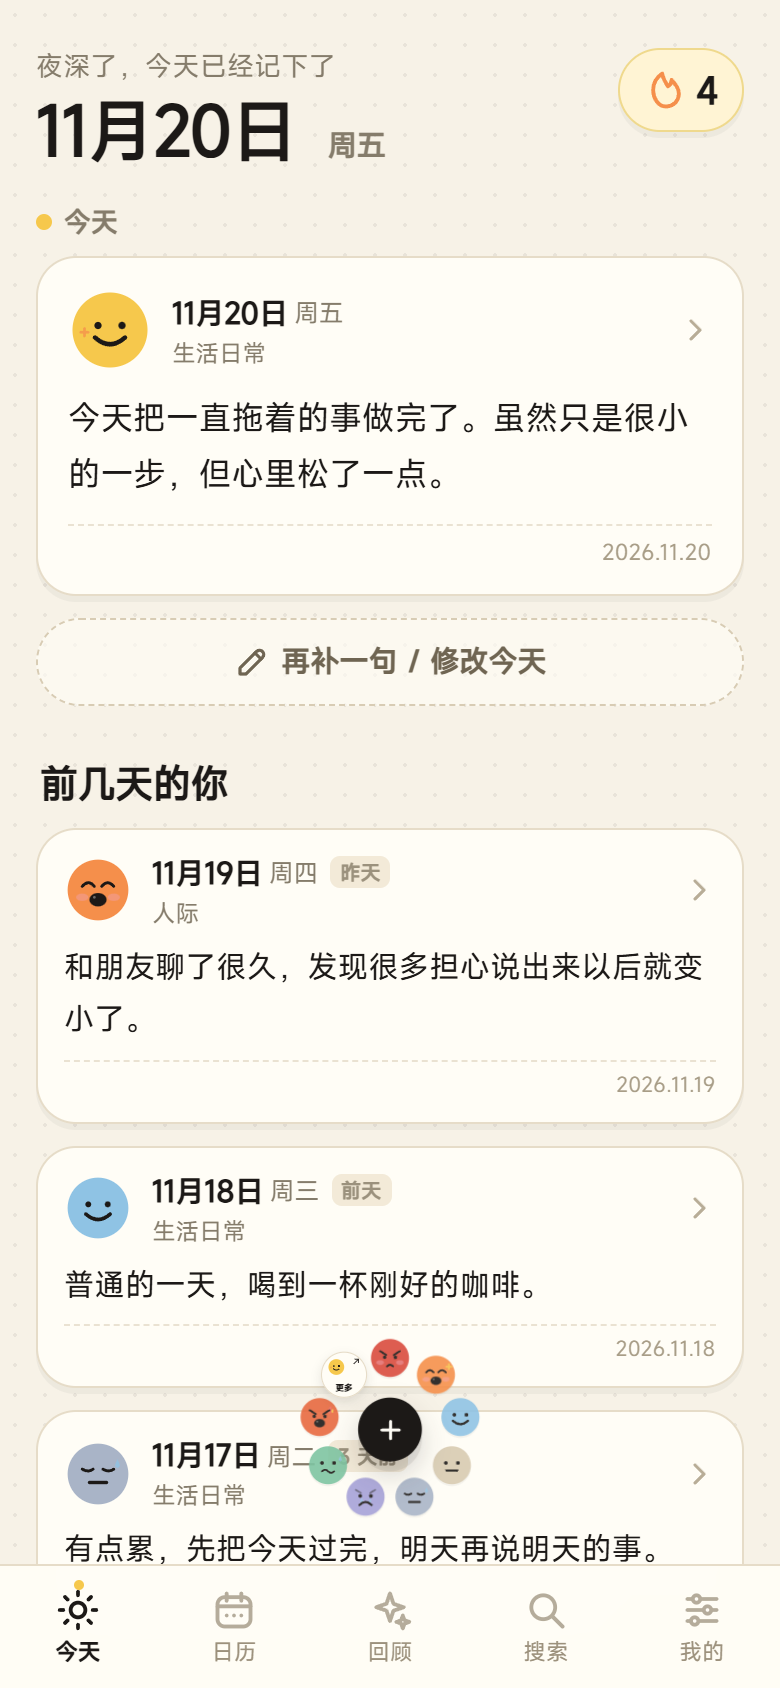 夜深了，今天已经记下了
11月20日 周五
4
今天
11月20日 周五
生活日常
今天把一直拖着的事做完了。虽然只是很小
的一步，但心里松了一点。
2026.11.20
再补一句 / 修改今天
前几天的你
11月19日 周四 昨天
人际
和朋友聊了很久，发现很多担心说出来以后就变
小了。
2026.11.19
11月18日 周三 前天
生活日常
普通的一天，喝到一杯刚好的咖啡。
2026.11.18
更多
11月17日 周二 3 天前
生活日常
有点累，先把今天过完，明天再说明天的事。
今天 日历 回顾 搜索 我的